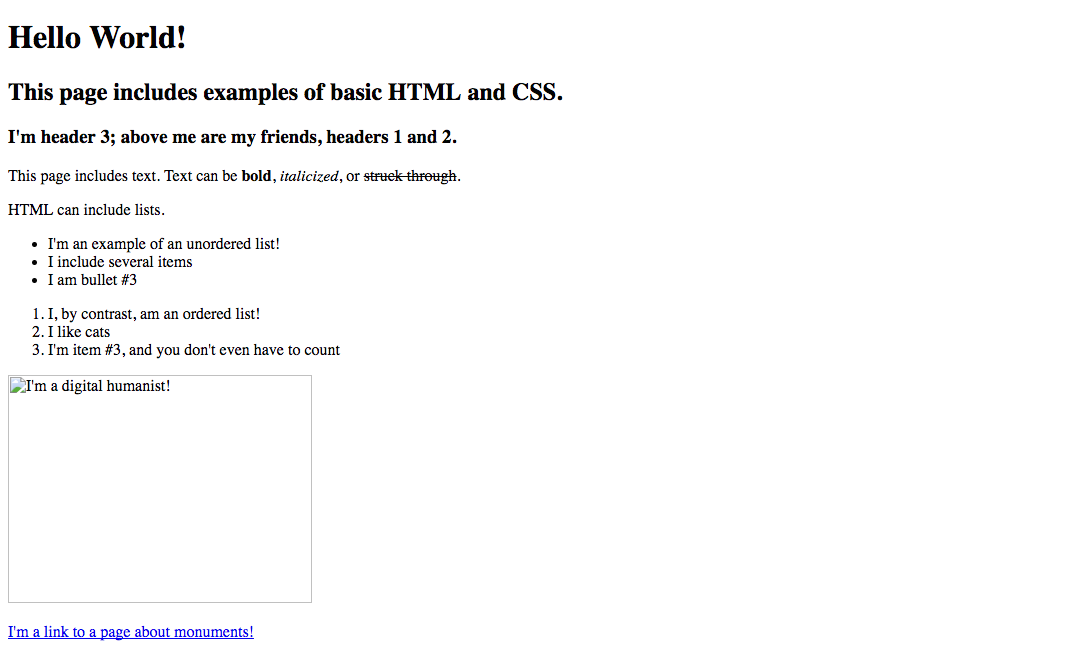 Hello World!
This page includes examples of basic HTML and CSS.
I'm header 3; above me are my friends, headers 1 and 2.
This page includes text. Text can be bold, italicized, or struck through.
HTML can include lists.
• I'm an example of an unordered list!
• I include several items
• I am bullet #3
1. I, by contrast, am an ordered list!
2. I like cats
3. I'm item #3, and you don't even have to count
I'm a digital humanist!
I'm a link to a page about monuments!